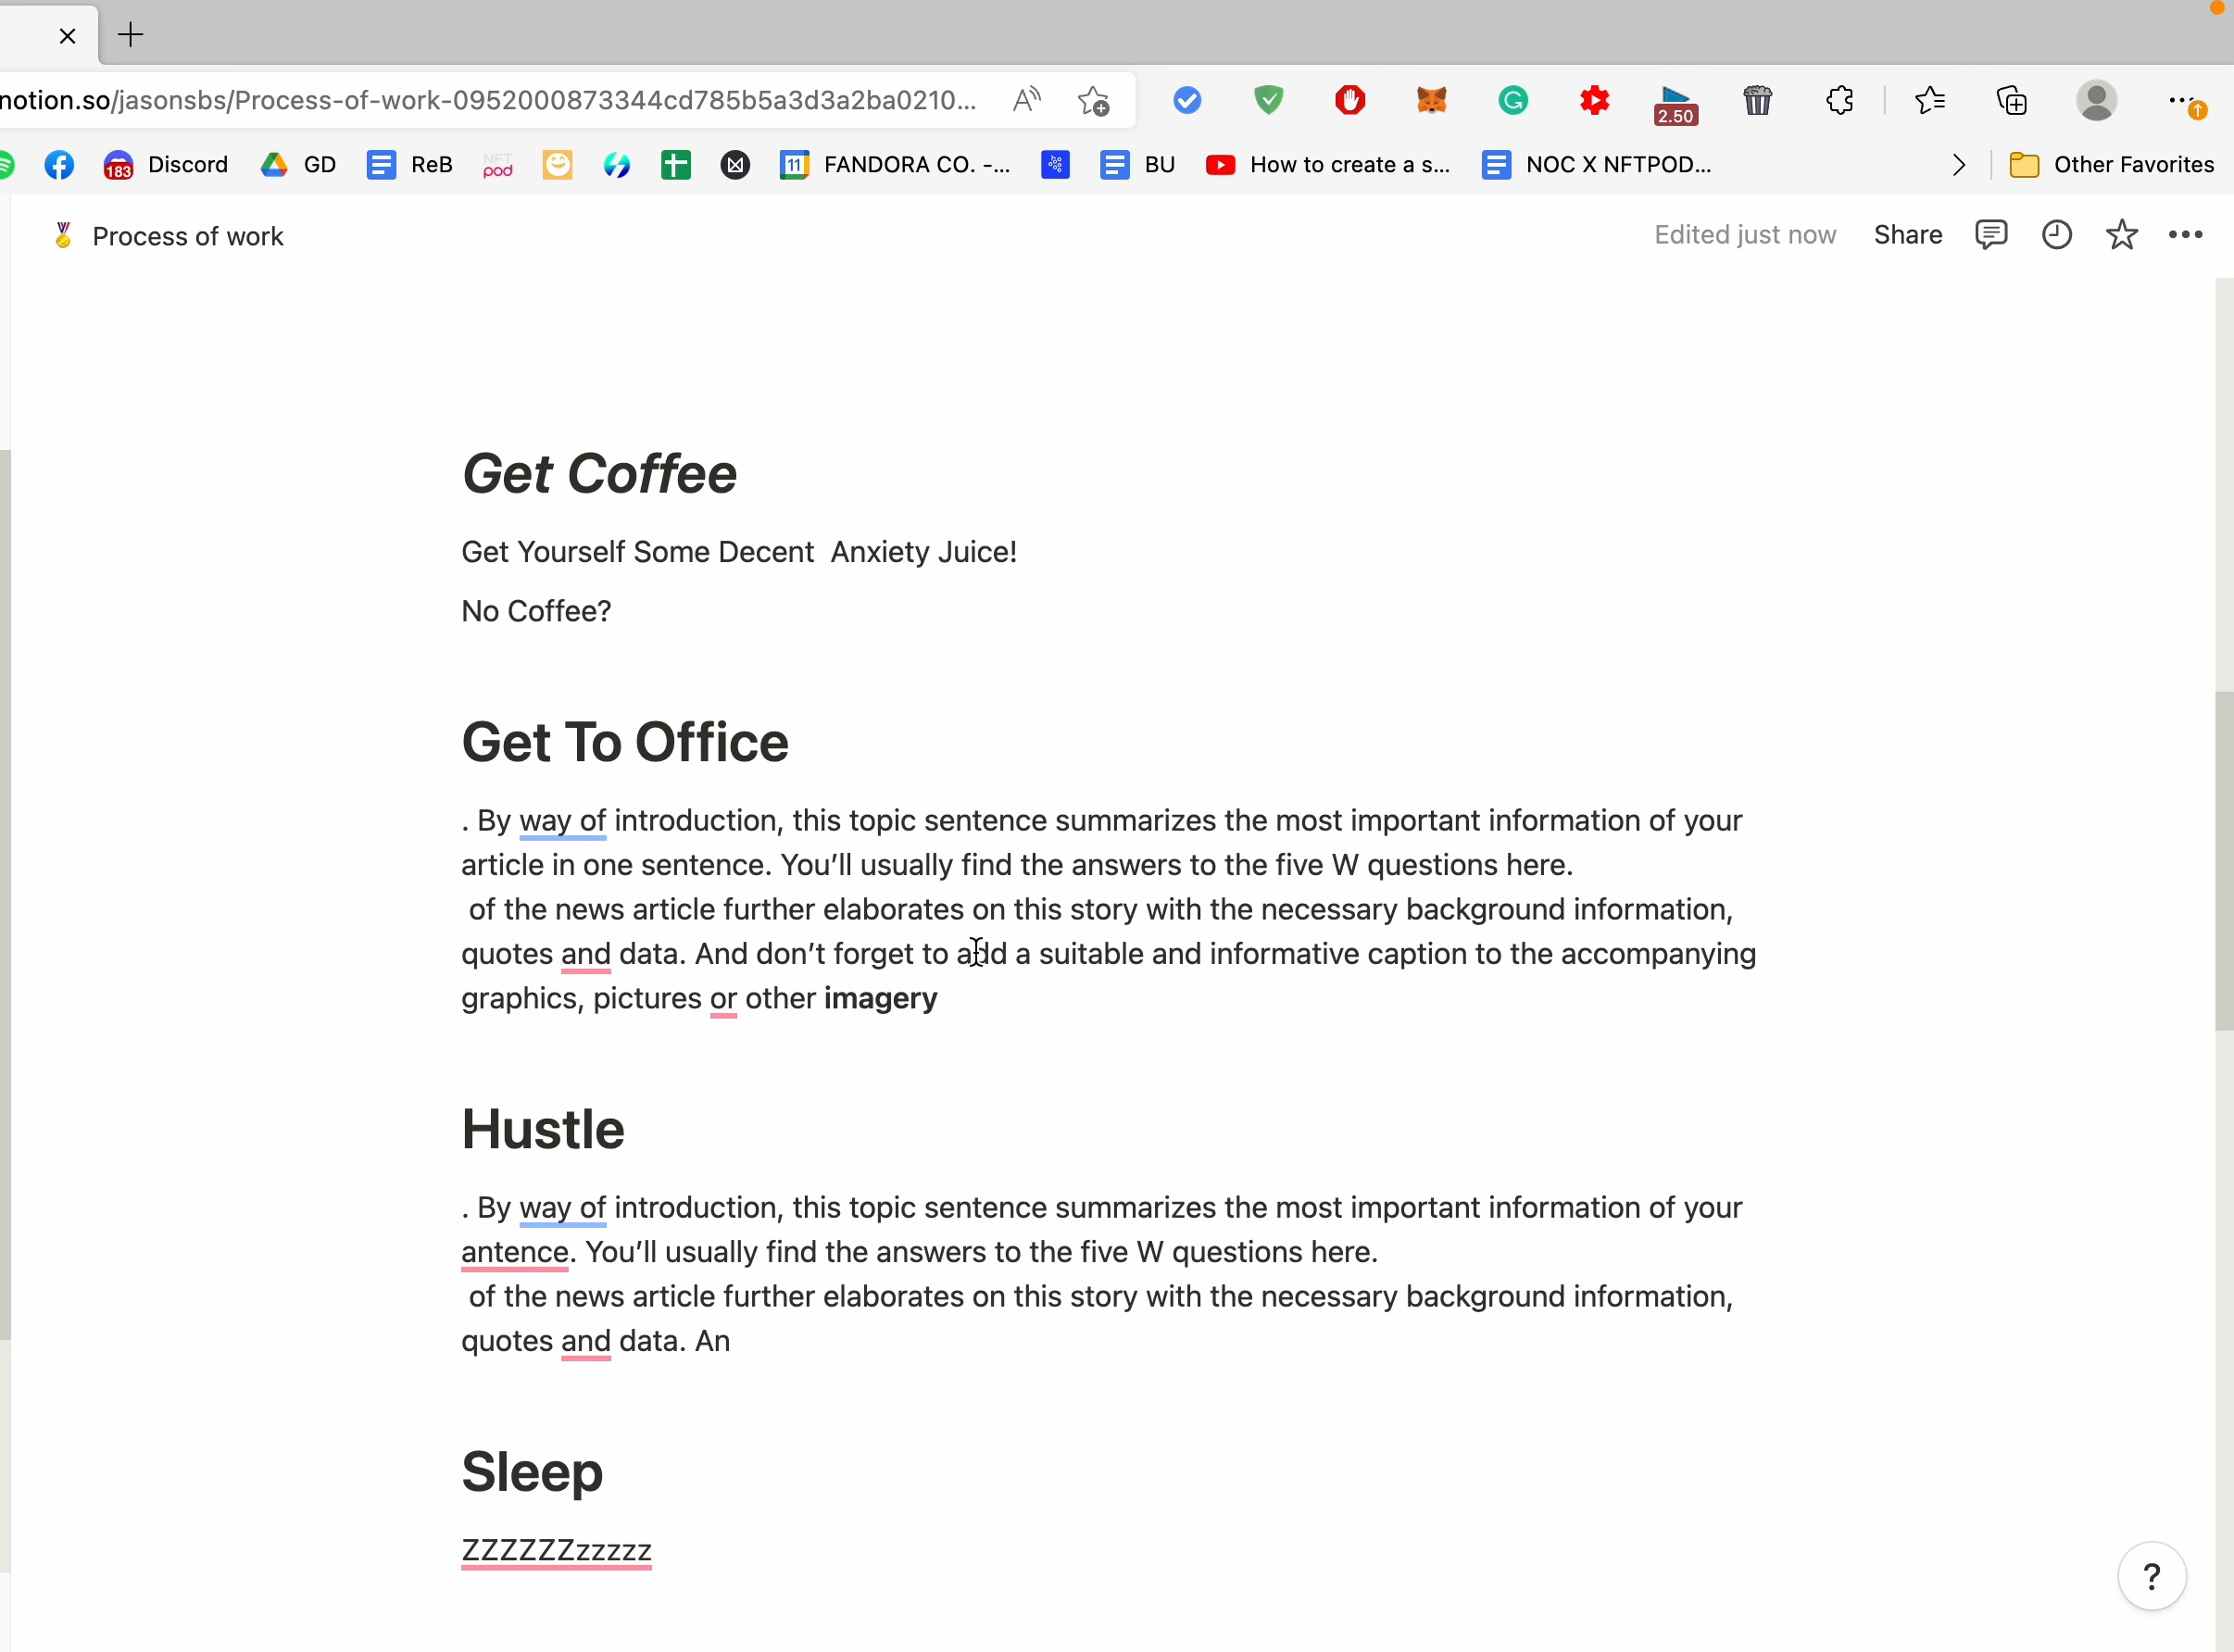 notion.so/jasonsbs/Process-of-work-0952000873344cd785b5a3d3a2ba0210...
2.50
183 Discord GD ReB NFT pod 11 FANDORA CO. -... BU How to create a s... NOC X NFTPOD... Other Favorites
Process of work Edited just now Share
Get Coffee
Get Yourself Some Decent  Anxiety Juice!
No Coffee?
Get To Office
. By way of introduction, this topic sentence summarizes the most important information of your
article in one sentence. You’ll usually find the answers to the five W questions here.
of the news article further elaborates on this story with the necessary background information,
quotes and data. And don’t forget to add a suitable and informative caption to the accompanying
graphics, pictures or other imagery
Hustle
. By way of introduction, this topic sentence summarizes the most important information of your
antence. You’ll usually find the answers to the five W questions here.
of the news article further elaborates on this story with the necessary background information,
quotes and data. An
Sleep
ZZZZZZzzzzz
?